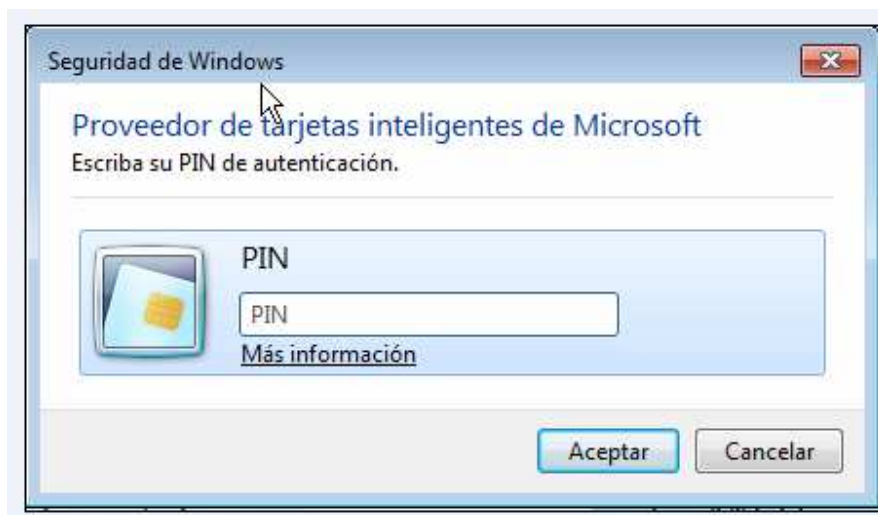 Seguridad de Windows
Proveedor de tarjetas inteligentes de Microsoft
Escriba su PIN de autenticación.
PIN
PIN
Más información
Aceptar
Cancelar